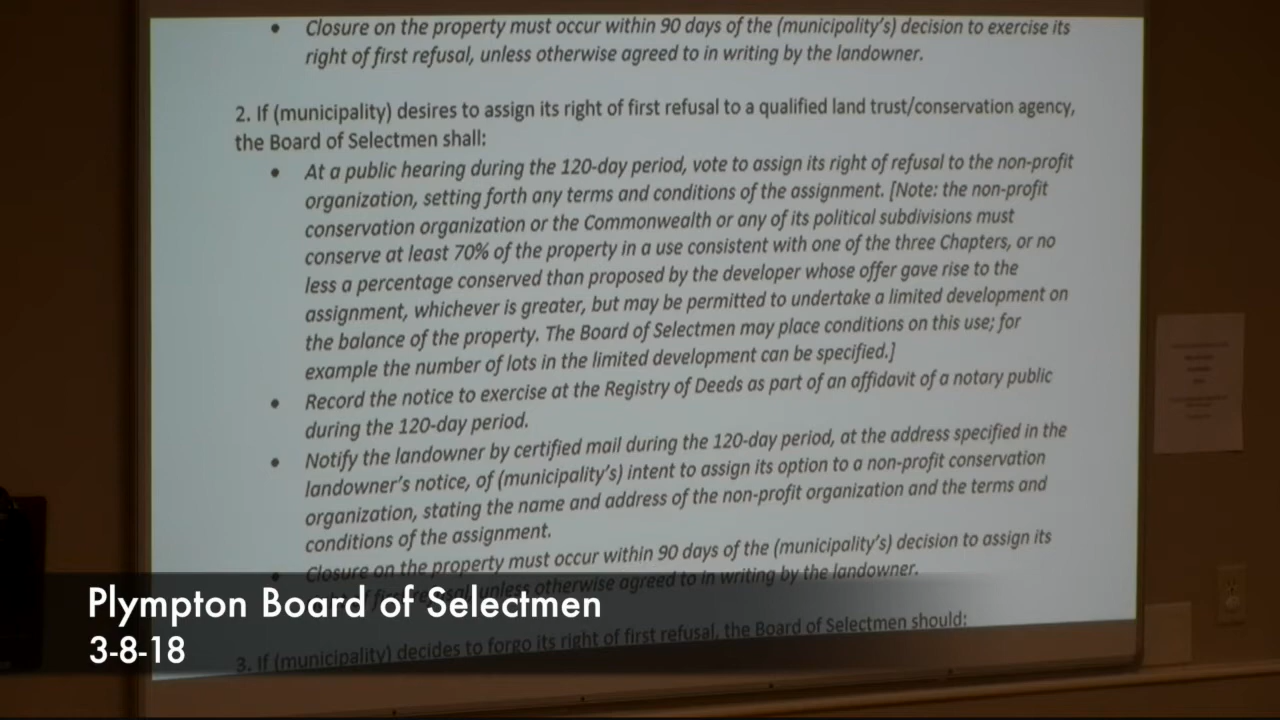 • Closure on the property must occur within 90 days of the (municipality's) decision to exercise its
right of first refusal, unless otherwise agreed to in writing by the landowner.
2. If (municipality) desires to assign its right of first refusal to a qualified land trust/conservation agency,
the Board of Selectmen shall:
• At a public hearing during the 120-day period, vote to assign its right of refusal to the non-profit
organization, setting forth any terms and conditions of the assignment. [Note: the non-profit
conservation organization or the Commonwealth or any of its political subdivisions must
conserve at least 70% of the property in a use consistent with one of the three Chapters, or no
less a percentage conserved than proposed by the developer whose offer gave rise to the
assignment, whichever is greater, but may be permitted to undertake a limited development on
the balance of the property. The Board of Selectmen may place conditions on this use; for
example the number of lots in the limited development can be specified.]
• Record the notice to exercise at the Registry of Deeds as part of an affidavit of a notary public
during the 120-day period.
• Notify the landowner by certified mail during the 120-day period, at the address specified in the
landowner's notice, of (municipality's) intent to assign its option to a non-profit conservation
organization, stating the name and address of the non-profit organization and the terms and
conditions of the assignment.
• Closure on the property must occur within 90 days of the (municipality's) decision to assign its
right of first refusal, unless otherwise agreed to in writing by the landowner.
3. If (municipality) decides to forgo its right of first refusal, the Board of Selectmen should:
Plympton Board of Selectmen
3-8-18